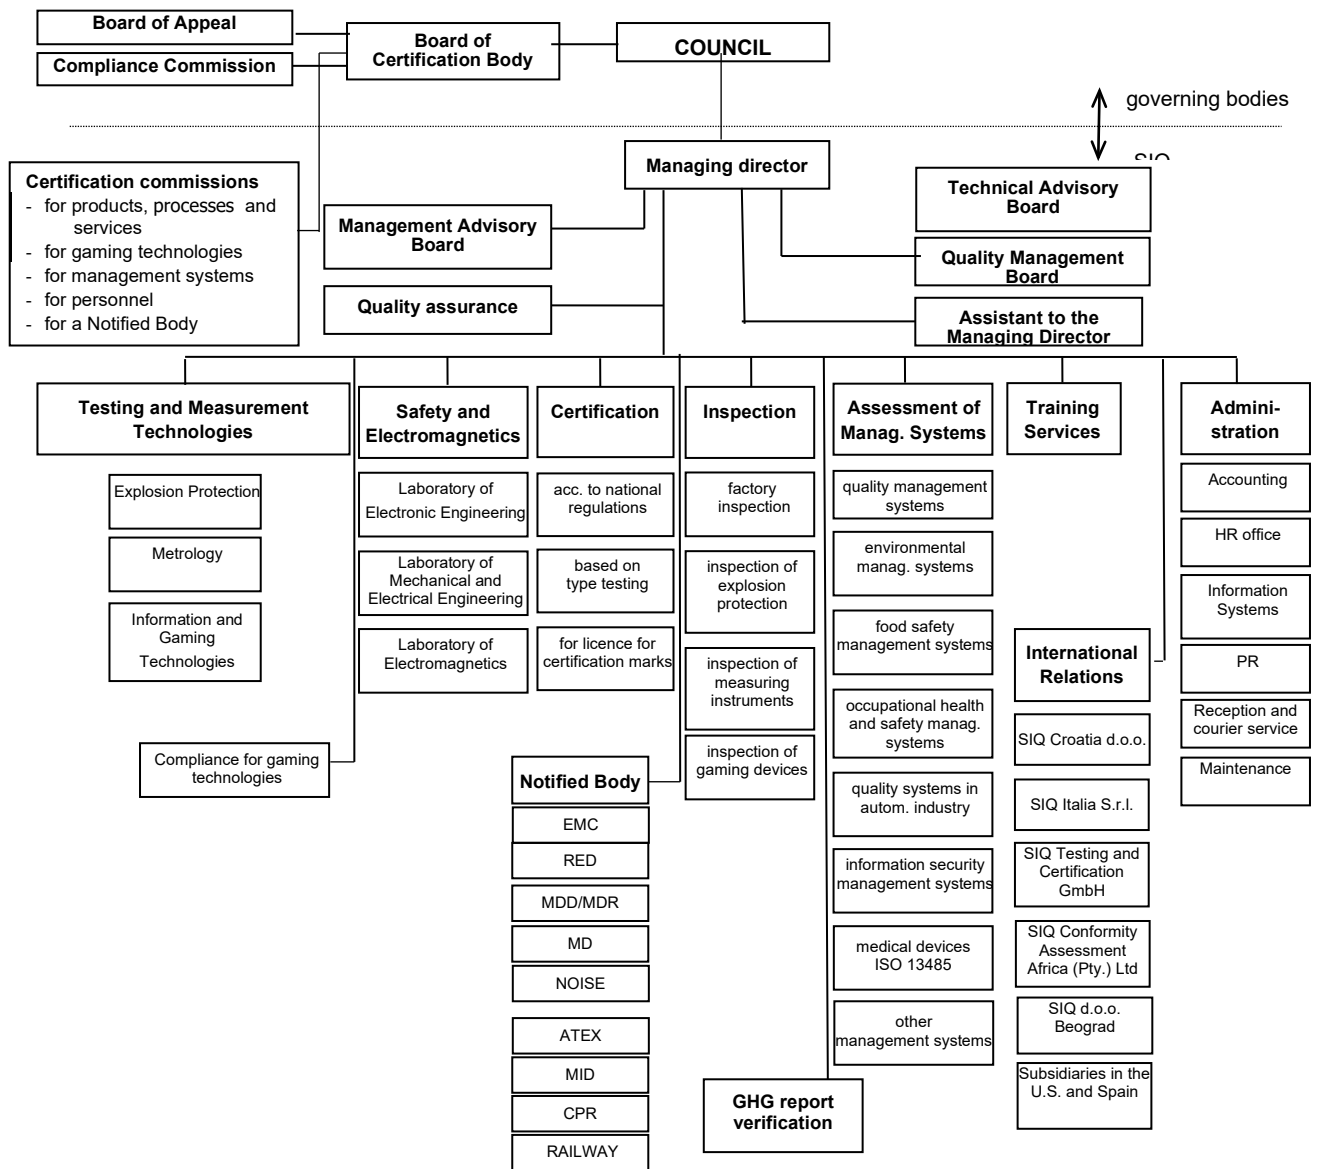 Board of Appeal
Compliance Commission
Board of
Certification Body
COUNCIL
governing bodies
SIQ
Managing director
Certification commissions
- for products, processes and
services
- for gaming technologies
- for management systems
- for personnel
- for a Notified Body
Management Advisory
Board
Quality assurance
Technical Advisory
Board
Quality Management
Board
Assistant to the
Managing Director
Testing and Measurement
Technologies
Explosion Protection
Metrology
Information and
Gaming
Technologies
Compliance for gaming
technologies
Safety and
Electromagnetics
Laboratory of
Electronic Engineering
Laboratory of
Mechanical and
Electrical Engineering
Laboratory of
Electromagnetics
Certification
acc. to national
regulations
based on
type testing
for licence for
certification marks
Notified Body
EMC
RED
MDD/MDR
MD
NOISE
ATEX
MID
CPR
RAILWAY
Inspection
factory
inspection
inspection of
explosion
protection
inspection of
measuring
instruments
inspection of
gaming devices
GHG report
verification
Assessment of
Manag. Systems
quality management
systems
environmental
manag. systems
food safety
management systems
occupational health
and safety manag.
systems
quality systems in
autom. industry
information security
management systems
medical devices
ISO 13485
other
management systems
Training
Services
International
Relations
SIQ Croatia d.o.o.
SIQ Italia S.r.l.
SIQ Testing and
Certification
GmbH
SIQ Conformity
Assessment
Africa (Pty.) Ltd
SIQ d.o.o.
Beograd
Subsidiaries in the
U.S. and Spain
Admini-
stration
Accounting
HR office
Information
Systems
PR
Reception and
courier service
Maintenance